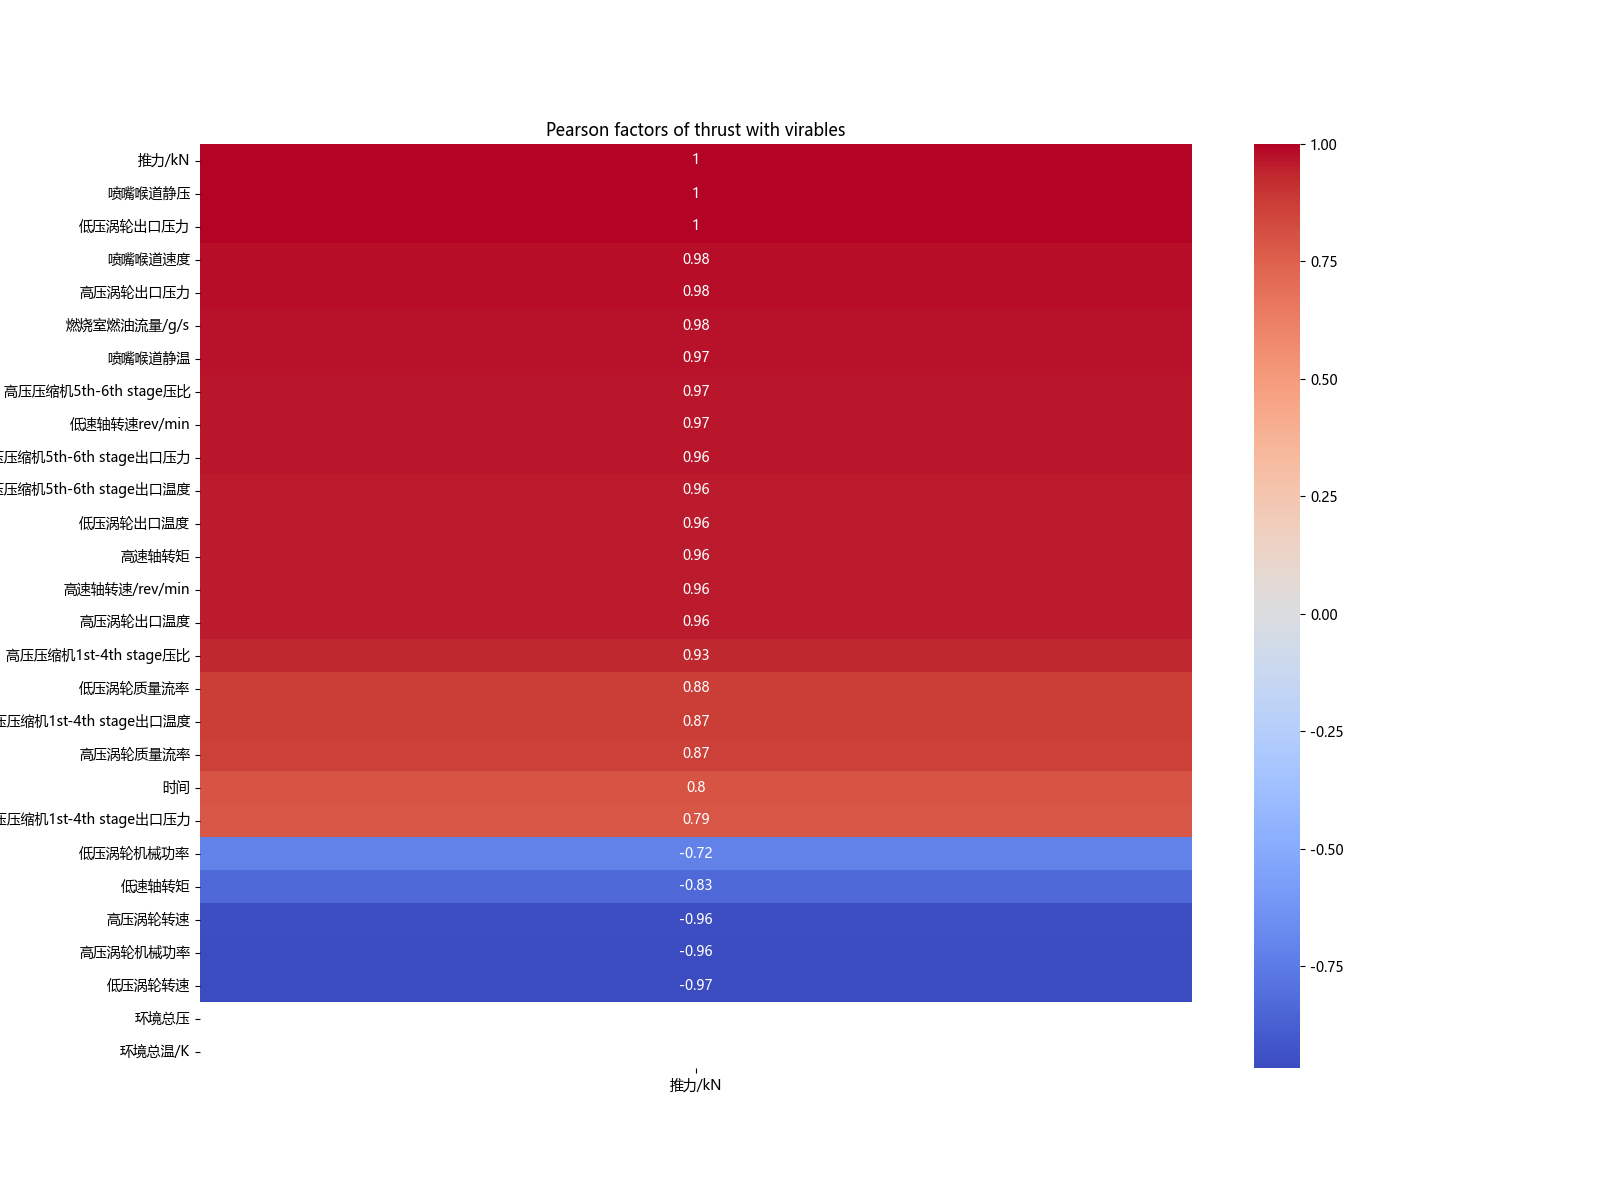 Pearson factors of thrust with virables
推力/kN 1
喷嘴喉道静压 1
低压涡轮出口压力 1
喷嘴喉道速度 0.98
高压涡轮出口压力 0.98
燃烧室燃油流量/g/s 0.98
喷嘴喉道静温 0.97
高压压缩机5th-6th stage压比 0.97
低速轴转速rev/min 0.97
压压缩机5th-6th stage出口压力 0.96
压压缩机5th-6th stage出口温度 0.96
低压涡轮出口温度 0.96
高速轴转矩 0.96
高速轴转速/rev/min 0.96
高压涡轮出口温度 0.96
高压压缩机1st-4th stage压比 0.93
低压涡轮质量流率 0.88
压压缩机1st-4th stage出口温度 0.87
高压涡轮质量流率 0.87
时间 0.8
压压缩机1st-4th stage出口压力 0.79
低压涡轮机械功率 -0.72
低速轴转矩 -0.83
高压涡轮转速 -0.96
高压涡轮机械功率 -0.96
低压涡轮转速 -0.97
环境总压
环境总温/K
推力/kN
1.00
0.75
0.50
0.25
0.00
-0.25
-0.50
-0.75